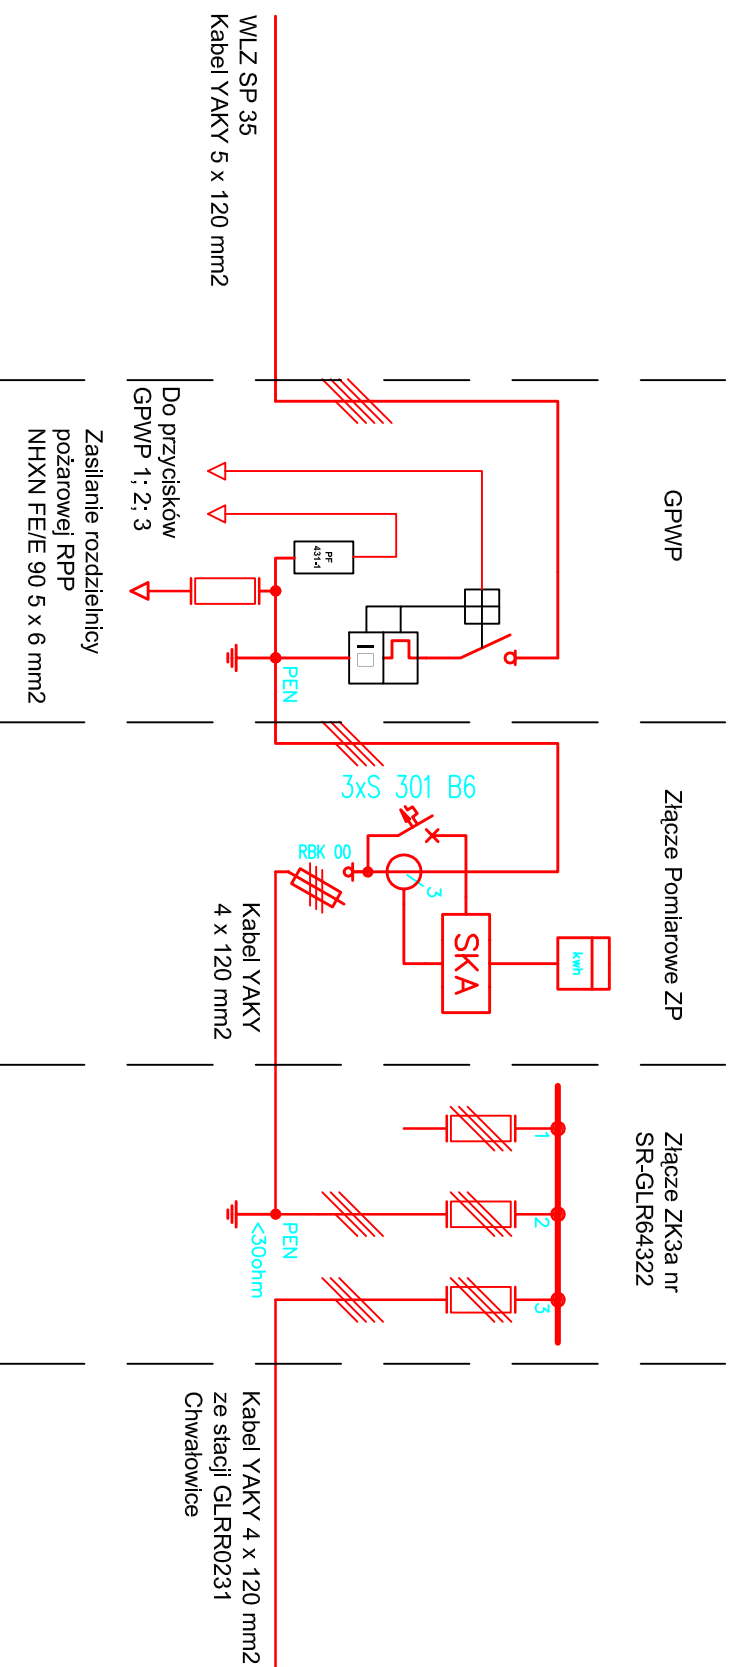 WLZ SP 35
Kabel YAKY 5 x 120 mm2
GPWP
Do przycisków
GPWP 1; 2; 3
Zasilanie rozdzielnicy
pożarowej RPP
NHXN FE/E 90 5 x 6 mm2
PF
431-1
PEN
Złącze Pomiarowe ZP
3xS 301 B6
RBK 00
3
SKA
kwh
Kabel YAKY
4 x 120 mm2
Złącze ZK3a nr
SR-GLR64322
1
2
3
PEN
<30ohm
Kabel YAKY 4 x 120 mm2
ze stacji GLRR0231
Chwałowice